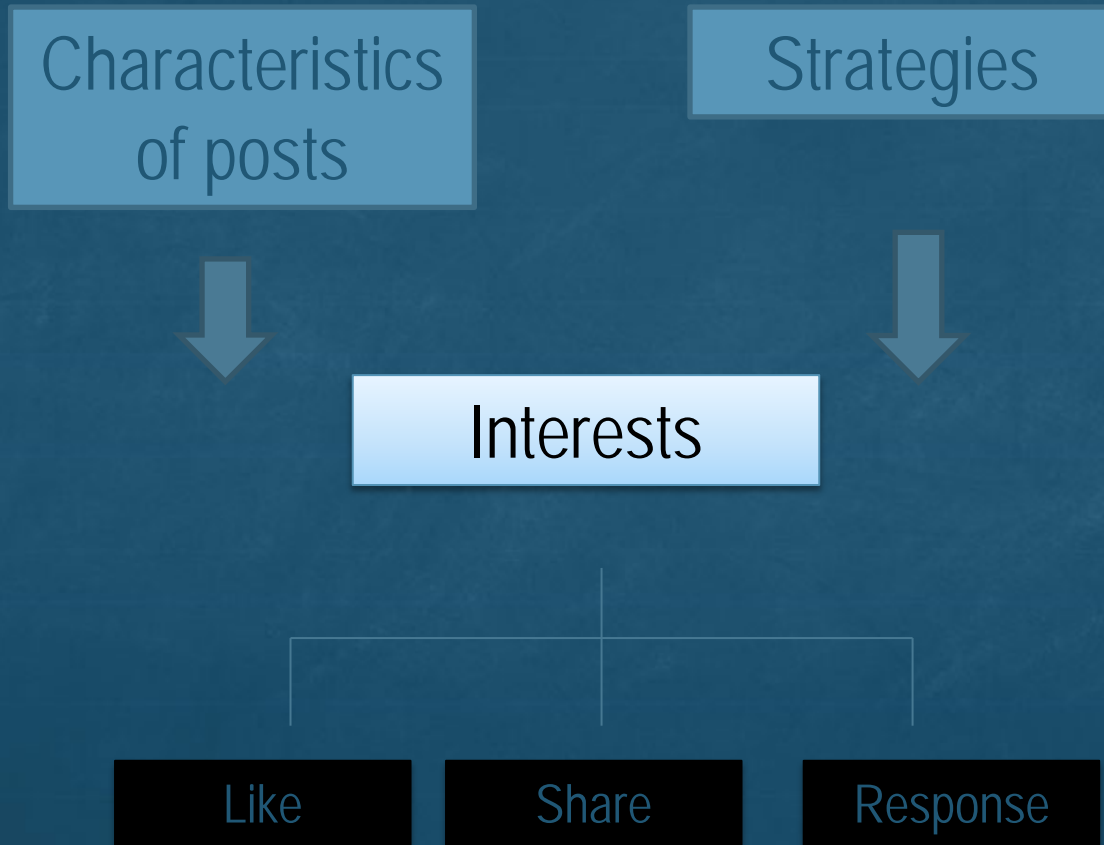 Characteristics
of posts
Strategies
Interests
Like
Share
Response